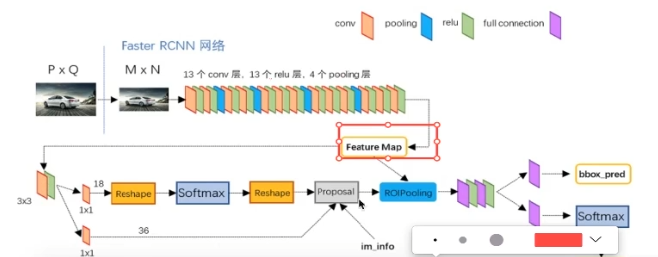 conv pooling relu full connection
Faster RCNN 网络
P x Q M x N
13 个 conv 层，13 个 relu 层，4 个 pooling 层
Feature Map
3x3
18
1x1
Reshape
Softmax
Reshape
Proposal
ROIPooling
bbox_pred
Softmax
36
1x1
im_info